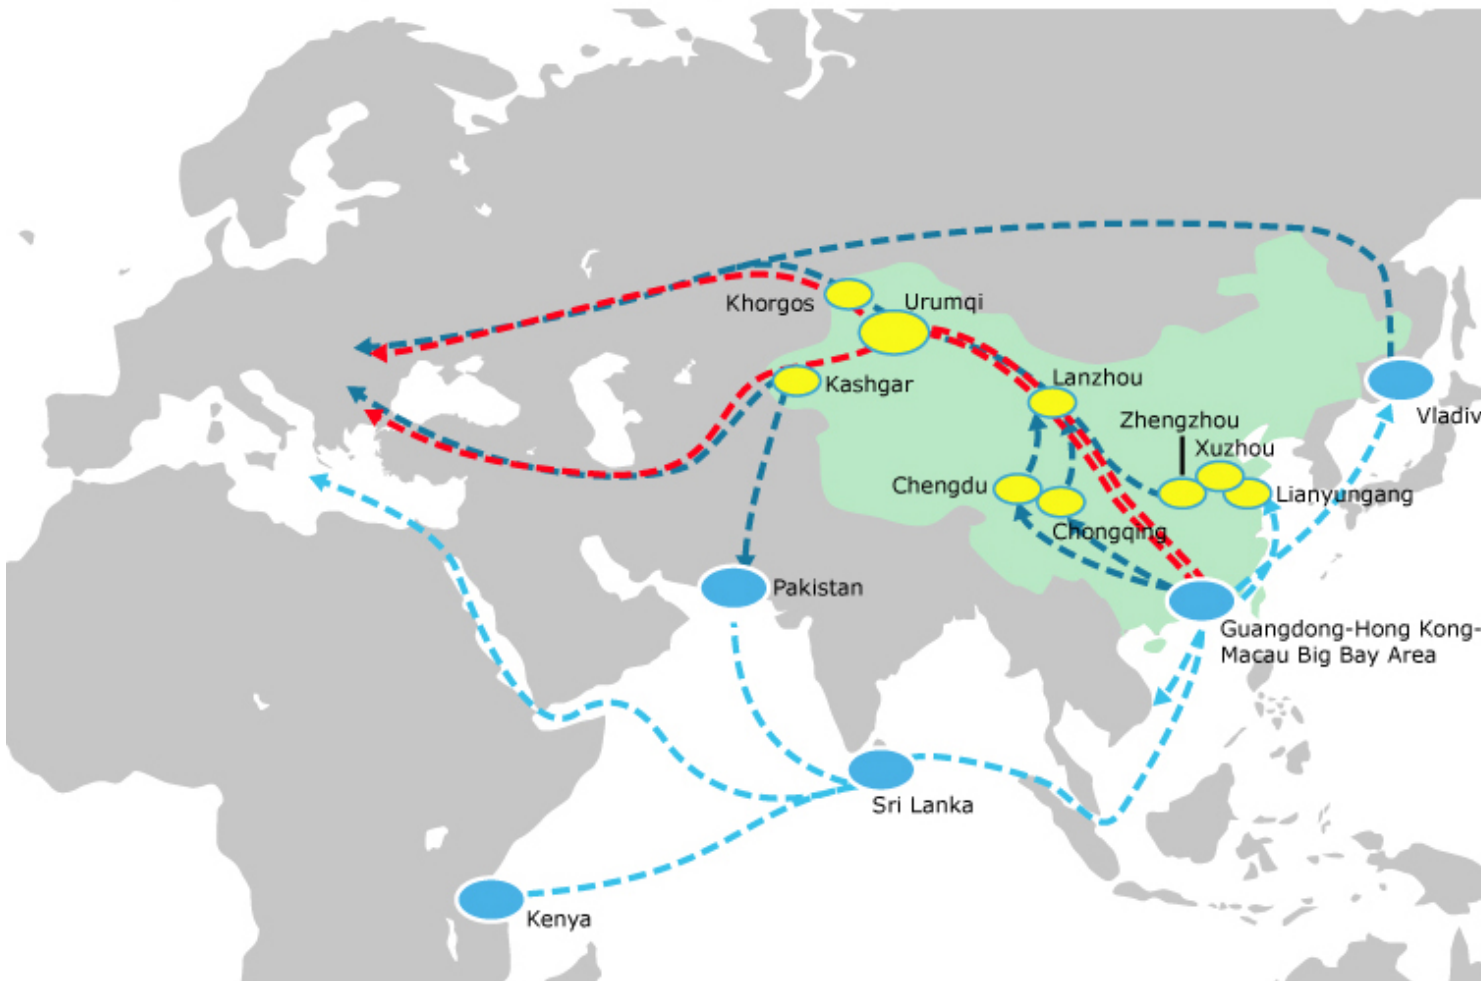 Khorgos
Urumqi
Kashgar
Lanzhou
Vladiv
Zhengzhou
Xuzhou
Chengdu
Lianyungang
Chongqing
Pakistan
Guangdong-Hong Kong-
Macau Big Bay Area
Sri Lanka
Kenya